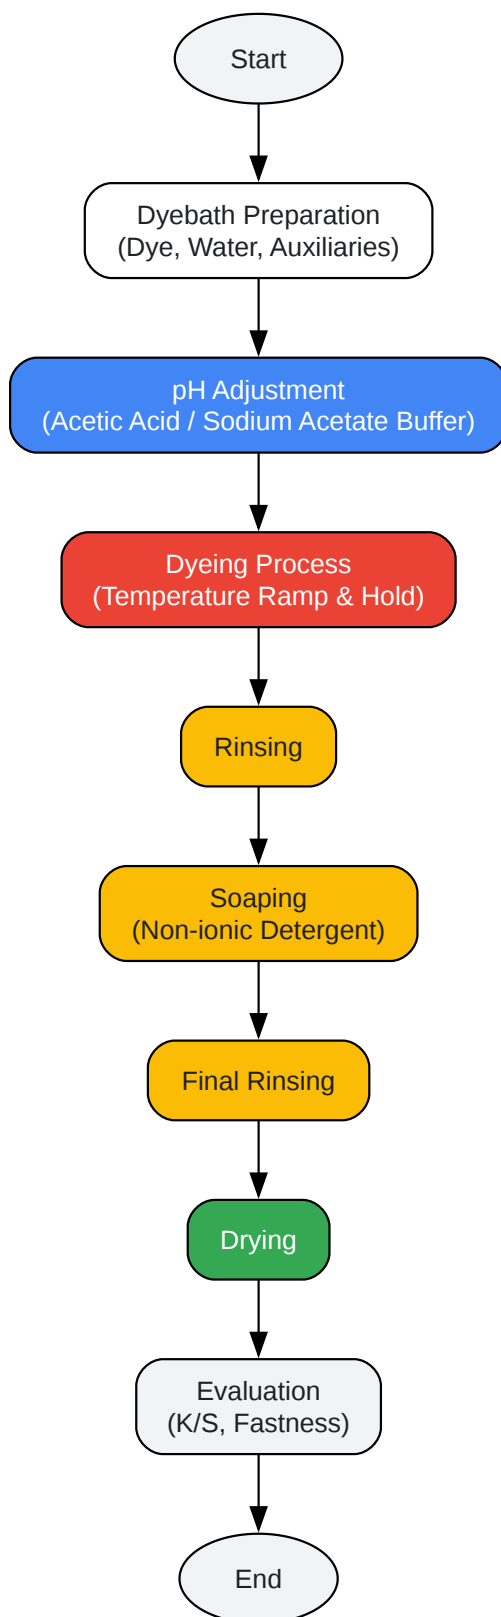 Start
Dyebath Preparation
(Dye, Water, Auxiliaries)
pH Adjustment
(Acetic Acid / Sodium Acetate Buffer)
Dyeing Process
(Temperature Ramp & Hold)
Rinsing
Soaping
(Non-ionic Detergent)
Final Rinsing
Drying
Evaluation
(K/S, Fastness)
End